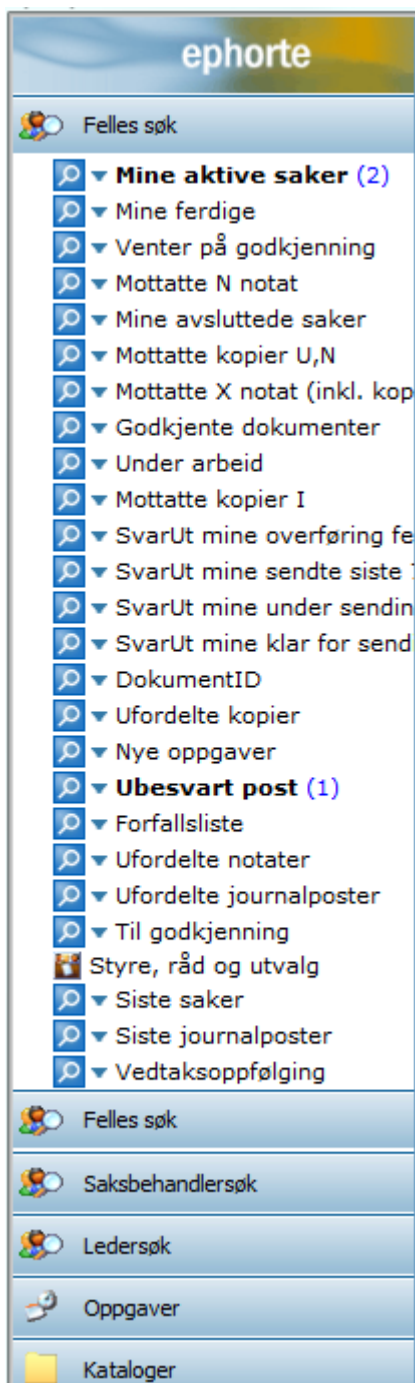 ephorte
Felles søk
Mine aktive saker (2)
Mine ferdige
Venter på godkjenning
Mottatte N notat
Mine avsluttede saker
Mottatte kopier U,N
Mottatte X notat (inkl. kop
Godkjente dokumenter
Under arbeid
Mottatte kopier I
SvarUt mine overføring fe
SvarUt mine sendte siste
SvarUt mine under sendin
SvarUt mine klar for send
DokumentID
Ufordelte kopier
Nye oppgaver
Ubesvart post (1)
Forfallsliste
Ufordelte notater
Ufordelte journalposter
Til godkjenning
Styre, råd og utvalg
Siste saker
Siste journalposter
Vedtaksoppfølging
Felles søk
Saksbehandlersøk
Ledersøk
Oppgaver
Kataloger